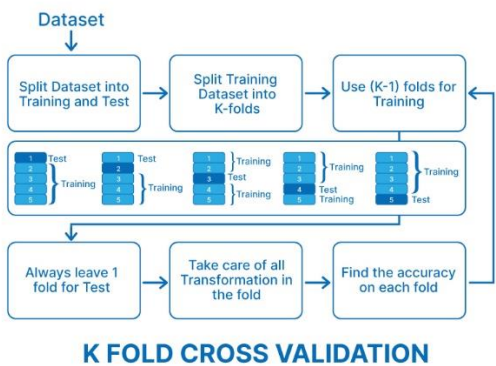 Dataset
Split Dataset into
Training and Test
Split Training
Dataset into
K-folds
Use (K-1) folds for
Training
1 Test
2
3
4
5
Training
1 Test
2
3
4
5
Training
1
2
Training
3 Test
4
5
Training
1
2
3
Training
4 Test
5 Training
1
2
3
4
Training
5 Test
Always leave 1
fold for Test
Take care of all
Transformation in
the fold
Find the accuracy
on each fold
K FOLD CROSS VALIDATION